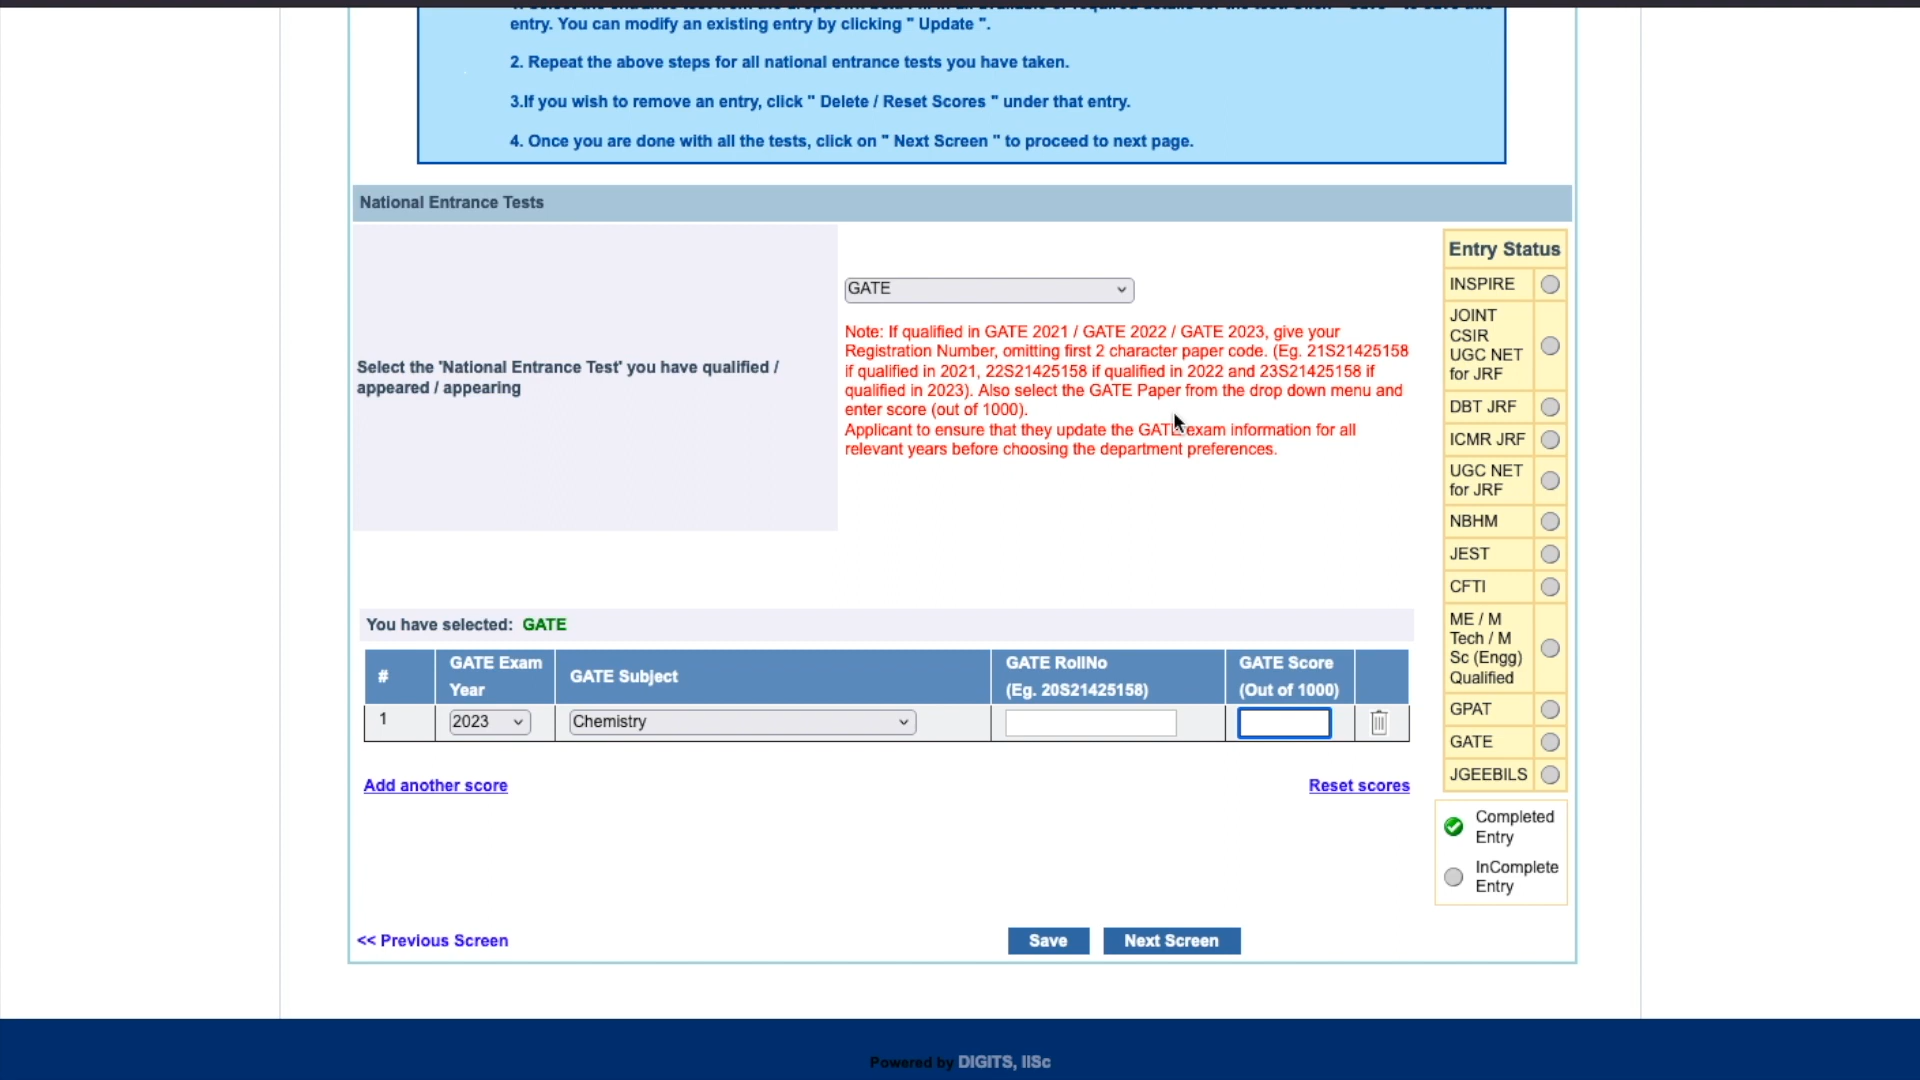 entry. You can modify an existing entry by clicking " Update ".
2. Repeat the above steps for all national entrance tests you have taken.
3.If you wish to remove an entry, click " Delete / Reset Scores " under that entry.
4. Once you are done with all the tests, click on " Next Screen " to proceed to next page.
National Entrance Tests
Select the 'National Entrance Test' you have qualified /
appeared / appearing
GATE
Note: If qualified in GATE 2021 / GATE 2022 / GATE 2023, give your
Registration Number, omitting first 2 character paper code. (Eg. 21S21425158
if qualified in 2021, 22S21425158 if qualified in 2022 and 23S21425158 if
qualified in 2023). Also select the GATE Paper from the drop down menu and
enter score (out of 1000).
Applicant to ensure that they update the GATE exam information for all
relevant years before choosing the department preferences.
Entry Status
INSPIRE
JOINT
CSIR
UGC NET
for JRF
DBT JRF
ICMR JRF
UGC NET
for JRF
NBHM
JEST
CFTI
ME / M
Tech / M
Sc (Engg)
Qualified
GPAT
GATE
JGEEBILS
Completed
Entry
InComplete
Entry
You have selected: GATE
# GATE Exam Year GATE Subject GATE RollNo (Eg. 20S21425158) GATE Score (Out of 1000)
1 2023 Chemistry
Add another score Reset scores
<< Previous Screen Save Next Screen
Powered by DIGITS, IISc